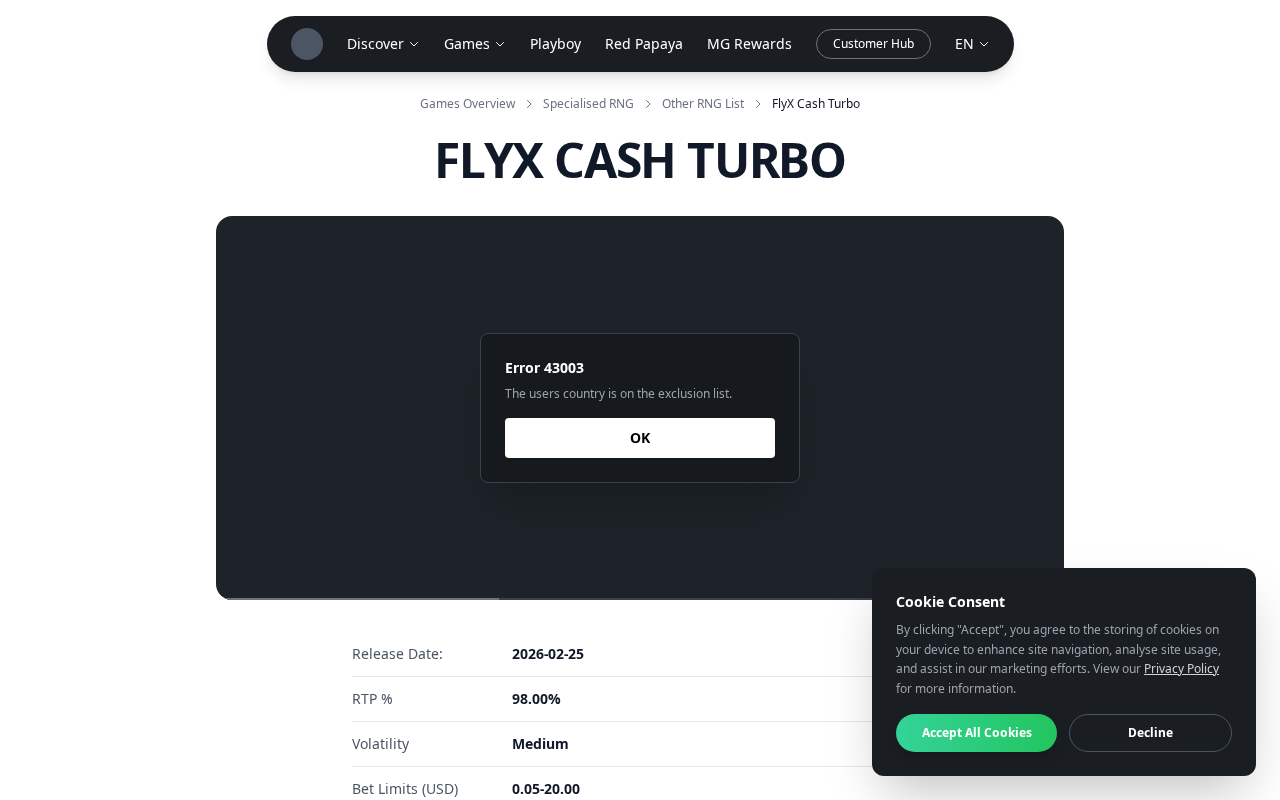 Discover Games Playboy Red Papaya MG Rewards Customer Hub EN
Games Overview Specialised RNG Other RNG List FlyX Cash Turbo
FLYX CASH TURBO
Error 43003
The users country is on the exclusion list.
OK
Release Date: 2026-02-25
RTP % 98.00%
Volatility Medium
Bet Limits (USD) 0.05-20.00
Cookie Consent
By clicking "Accept", you agree to the storing of cookies on
your device to enhance site navigation, analyse site usage,
and assist in our marketing efforts. View our Privacy Policy
for more information.
Accept All Cookies Decline